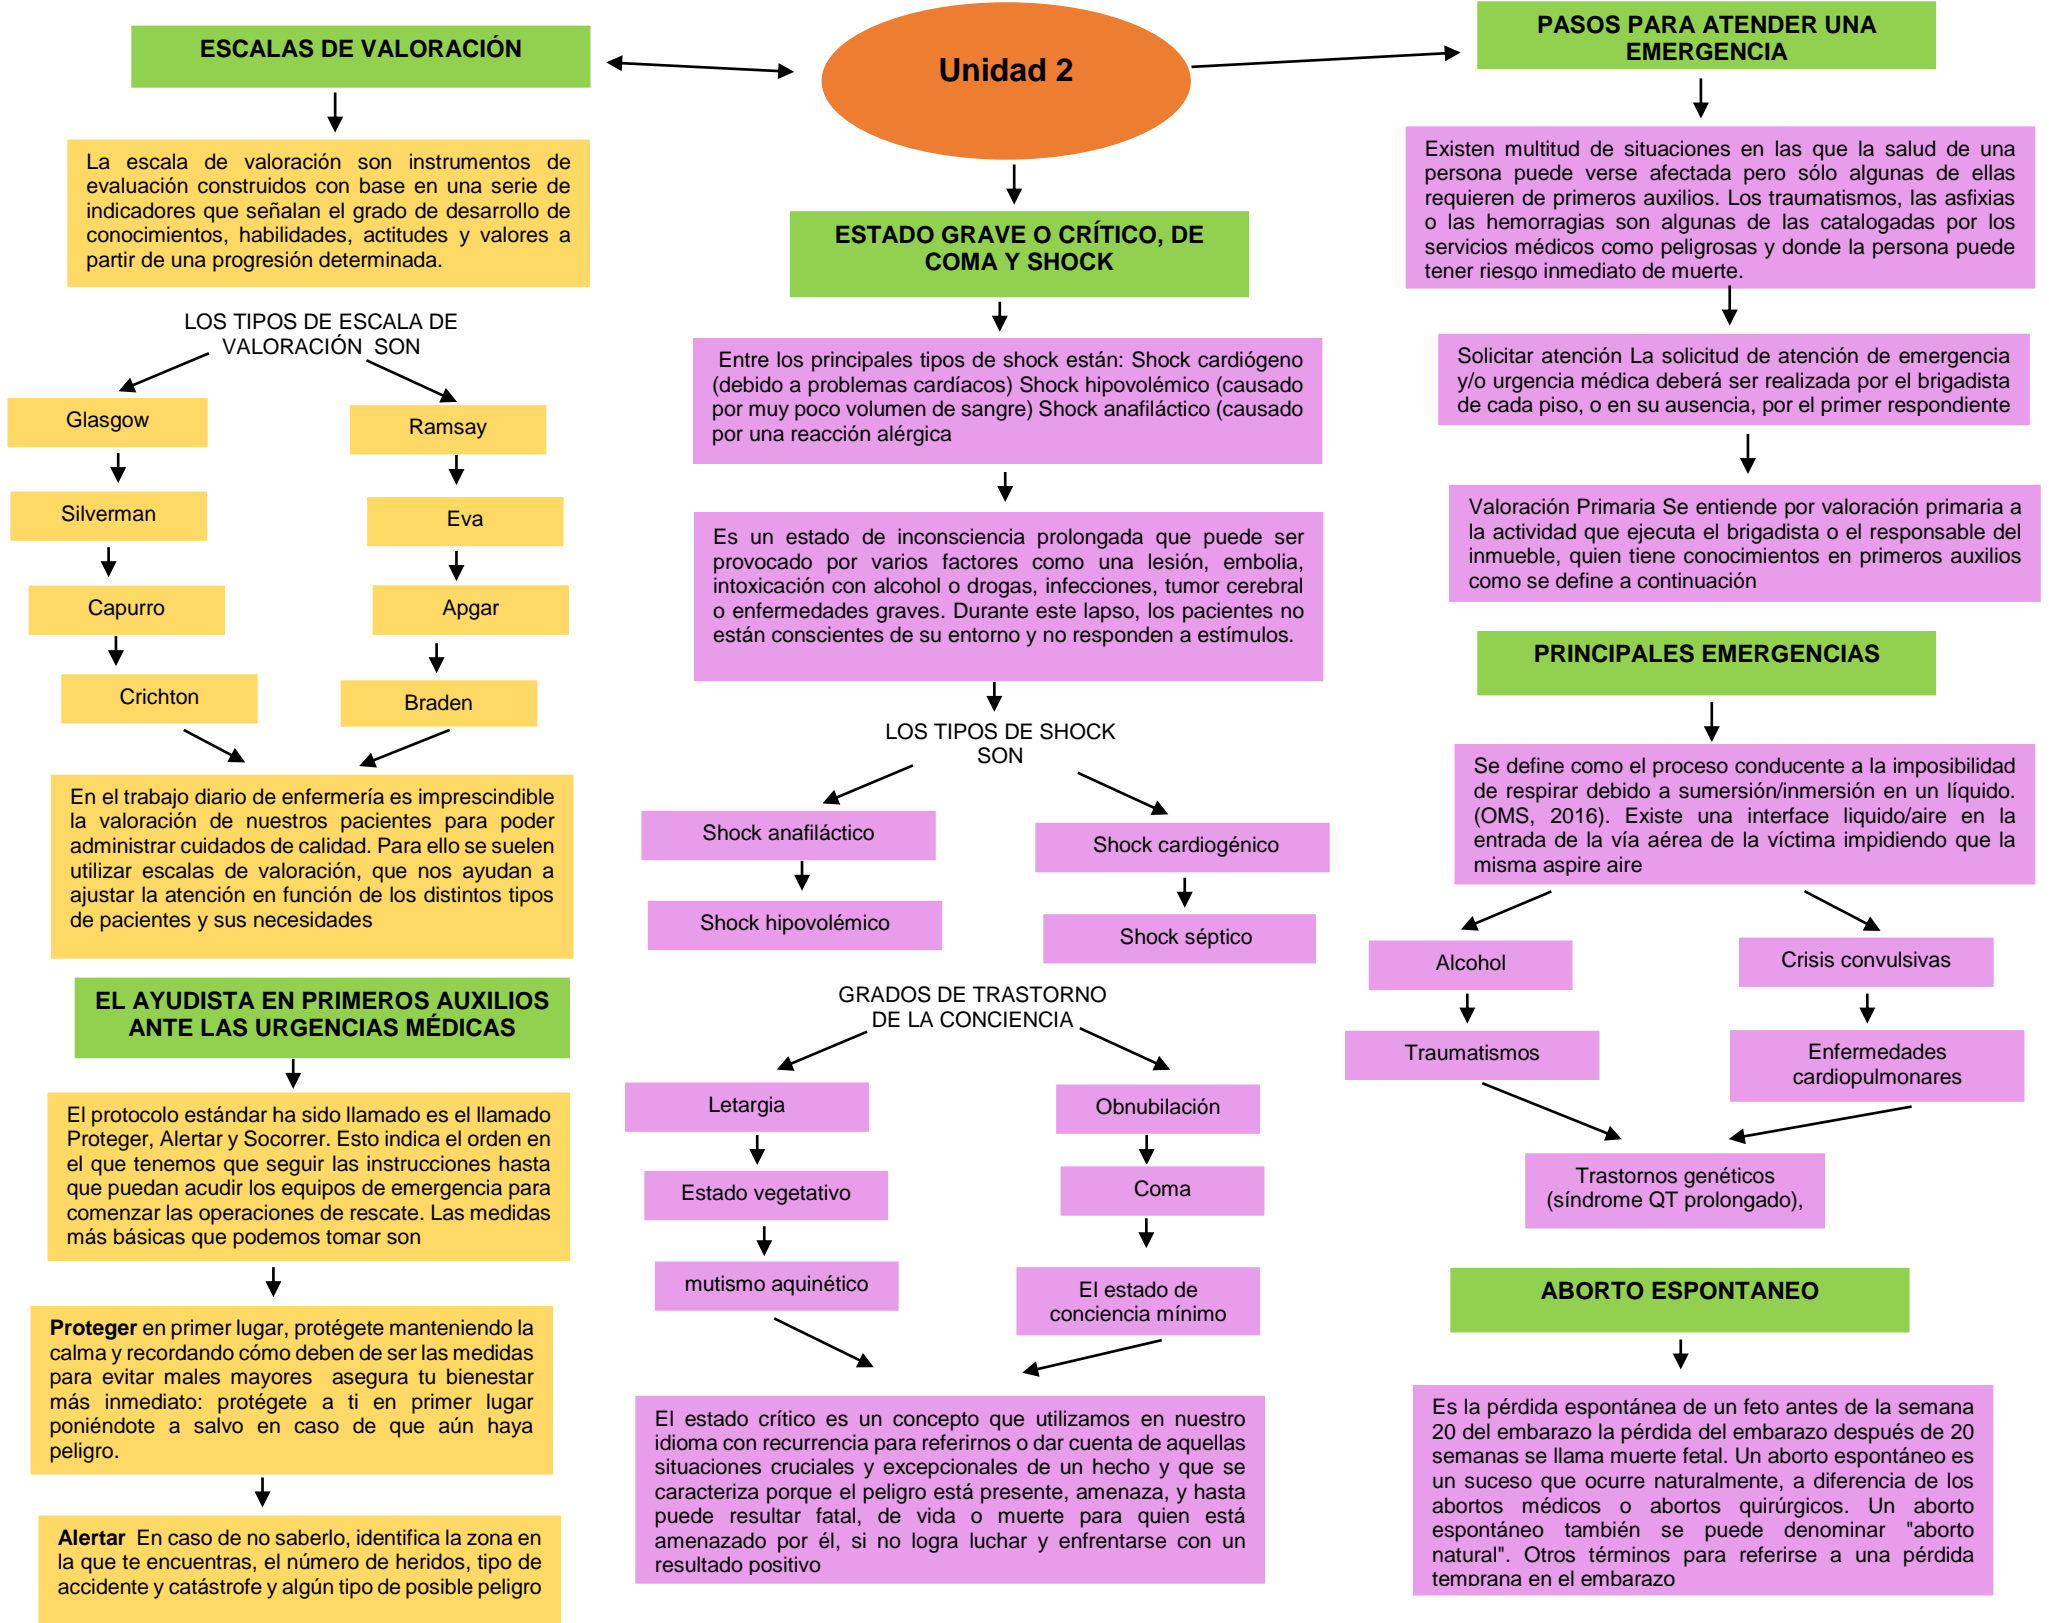 Unidad 2
ESCALAS DE VALORACIÓN
La escala de valoración son instrumentos de
evaluación construidos con base en una serie de
indicadores que señalan el grado de desarrollo de
conocimientos, habilidades, actitudes y valores a
partir de una progresión determinada.
LOS TIPOS DE ESCALA DE
VALORACIÓN SON
Glasgow
Silverman
Capurro
Crichton
Ramsay
Eva
Apgar
Braden
En el trabajo diario de enfermería es imprescindible
la valoración de nuestros pacientes para poder
administrar cuidados de calidad. Para ello se suelen
utilizar escalas de valoración, que nos ayudan a
ajustar la atención en función de los distintos tipos
de pacientes y sus necesidades
EL AYUDISTA EN PRIMEROS AUXILIOS
ANTE LAS URGENCIAS MÉDICAS
El protocolo estándar ha sido llamado es el llamado
Proteger, Alertar y Socorrer. Esto indica el orden en
el que tenemos que seguir las instrucciones hasta
que puedan acudir los equipos de emergencia para
comenzar las operaciones de rescate. Las medidas
más básicas que podemos tomar son
Proteger en primer lugar, protégete manteniendo la
calma y recordando cómo deben de ser las medidas
para evitar males mayores asegura tu bienestar
más inmediato: protégete a ti en primer lugar
poniéndote a salvo en caso de que aún haya
peligro.
Alertar En caso de no saberlo, identifica la zona en
la que te encuentras, el número de heridos, tipo de
accidente y catástrofe y algún tipo de posible peligro
ESTADO GRAVE O CRÍTICO, DE
COMA Y SHOCK
Entre los principales tipos de shock están: Shock cardiógeno
(debido a problemas cardíacos) Shock hipovolémico (causado
por muy poco volumen de sangre) Shock anafiláctico (causado
por una reacción alérgica
Es un estado de inconsciencia prolongada que puede ser
provocado por varios factores como una lesión, embolia,
intoxicación con alcohol o drogas, infecciones, tumor cerebral
o enfermedades graves. Durante este lapso, los pacientes no
están conscientes de su entorno y no responden a estímulos.
LOS TIPOS DE SHOCK
SON
Shock anafiláctico
Shock hipovolémico
Shock cardiogénico
Shock séptico
GRADOS DE TRASTORNO
DE LA CONCIENCIA
Letargia
Estado vegetativo
mutismo aquinético
Obnubilación
Coma
El estado de
conciencia mínimo
El estado crítico es un concepto que utilizamos en nuestro
idioma con recurrencia para referirnos o dar cuenta de aquellas
situaciones cruciales y excepcionales de un hecho y que se
caracteriza porque el peligro está presente, amenaza, y hasta
puede resultar fatal, de vida o muerte para quien está
amenazado por él, si no logra luchar y enfrentarse con un
resultado positivo
PASOS PARA ATENDER UNA
EMERGENCIA
Existen multitud de situaciones en las que la salud de una
persona puede verse afectada pero sólo algunas de ellas
requieren de primeros auxilios. Los traumatismos, las asfixias
o las hemorragias son algunas de las catalogadas por los
servicios médicos como peligrosas y donde la persona puede
tener riesgo inmediato de muerte.
Solicitar atención La solicitud de atención de emergencia
y/o urgencia médica deberá ser realizada por el brigadista
de cada piso, o en su ausencia, por el primer respondiente
Valoración Primaria Se entiende por valoración primaria a
la actividad que ejecuta el brigadista o el responsable del
inmueble, quien tiene conocimientos en primeros auxilios
como se define a continuación
PRINCIPALES EMERGENCIAS
Se define como el proceso conducente a la imposibilidad
de respirar debido a sumersión/inmersión en un líquido.
(OMS, 2016). Existe una interface liquido/aire en la
entrada de la vía aérea de la víctima impidiendo que la
misma aspire aire
Alcohol
Traumatismos
Crisis convulsivas
Enfermedades
cardiopulmonares
Trastornos genéticos
(síndrome QT prolongado),
ABORTO ESPONTANEO
Es la pérdida espontánea de un feto antes de la semana
20 del embarazo la pérdida del embarazo después de 20
semanas se llama muerte fetal. Un aborto espontáneo es
un suceso que ocurre naturalmente, a diferencia de los
abortos médicos o abortos quirúrgicos. Un aborto
espontáneo también se puede denominar "aborto
natural". Otros términos para referirse a una pérdida
temprana en el embarazo